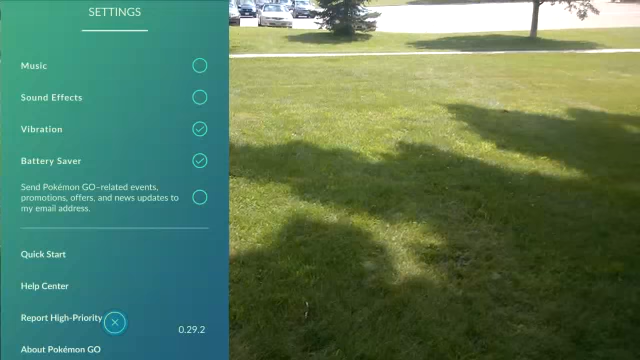 SETTINGS
Music
Sound Effects
Vibration
Battery Saver
Send Pokémon GO-related events,
promotions, offers, and news updates to
my email address.
Quick Start
Help Center
Report High-Priority
0.29.2
About Pokémon GO